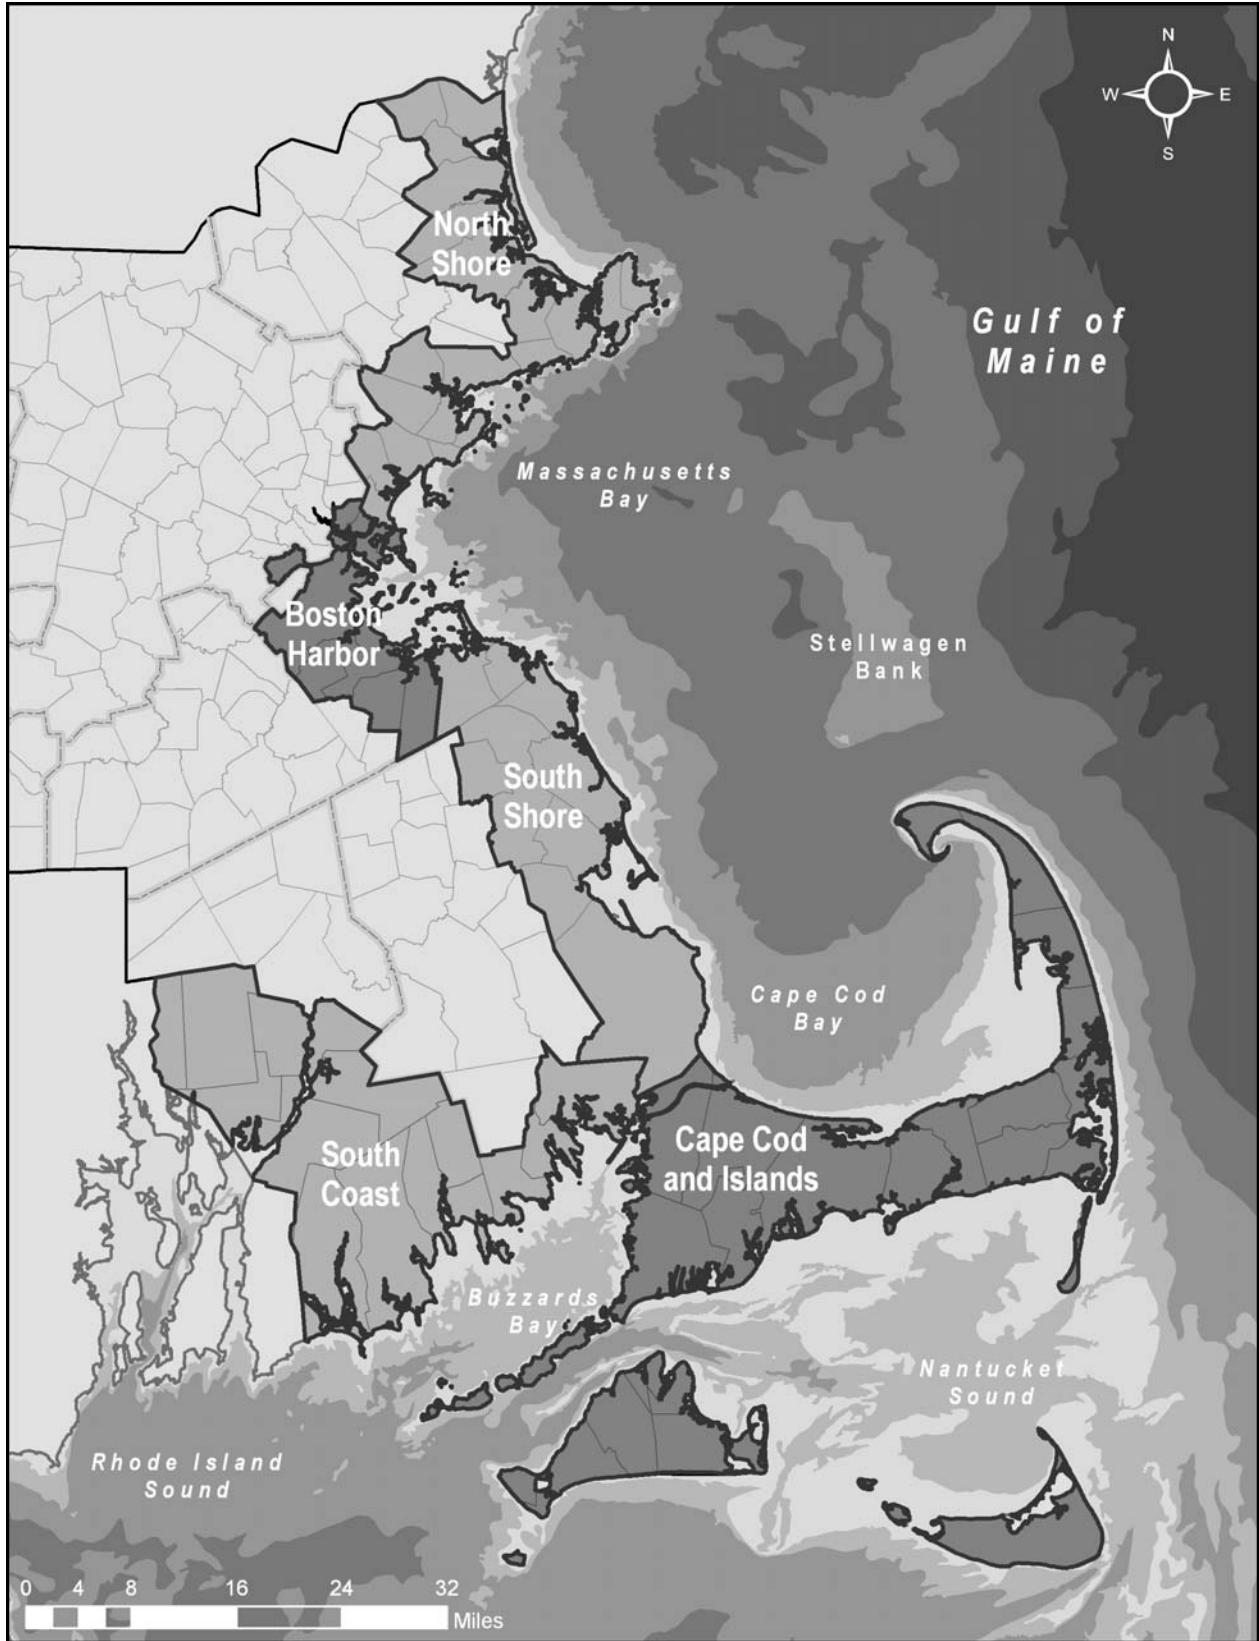 N
W E
S
North
Shore
Gulf of
Maine
Massachusetts
Bay
Boston
Harbor
Stellwagen
Bank
South
Shore
Cape Cod
Bay
South
Coast
Cape Cod
and Islands
Buzzards
Bay
Nantucket
Sound
Rhode Island
Sound
0 4 8 16 24 32
Miles